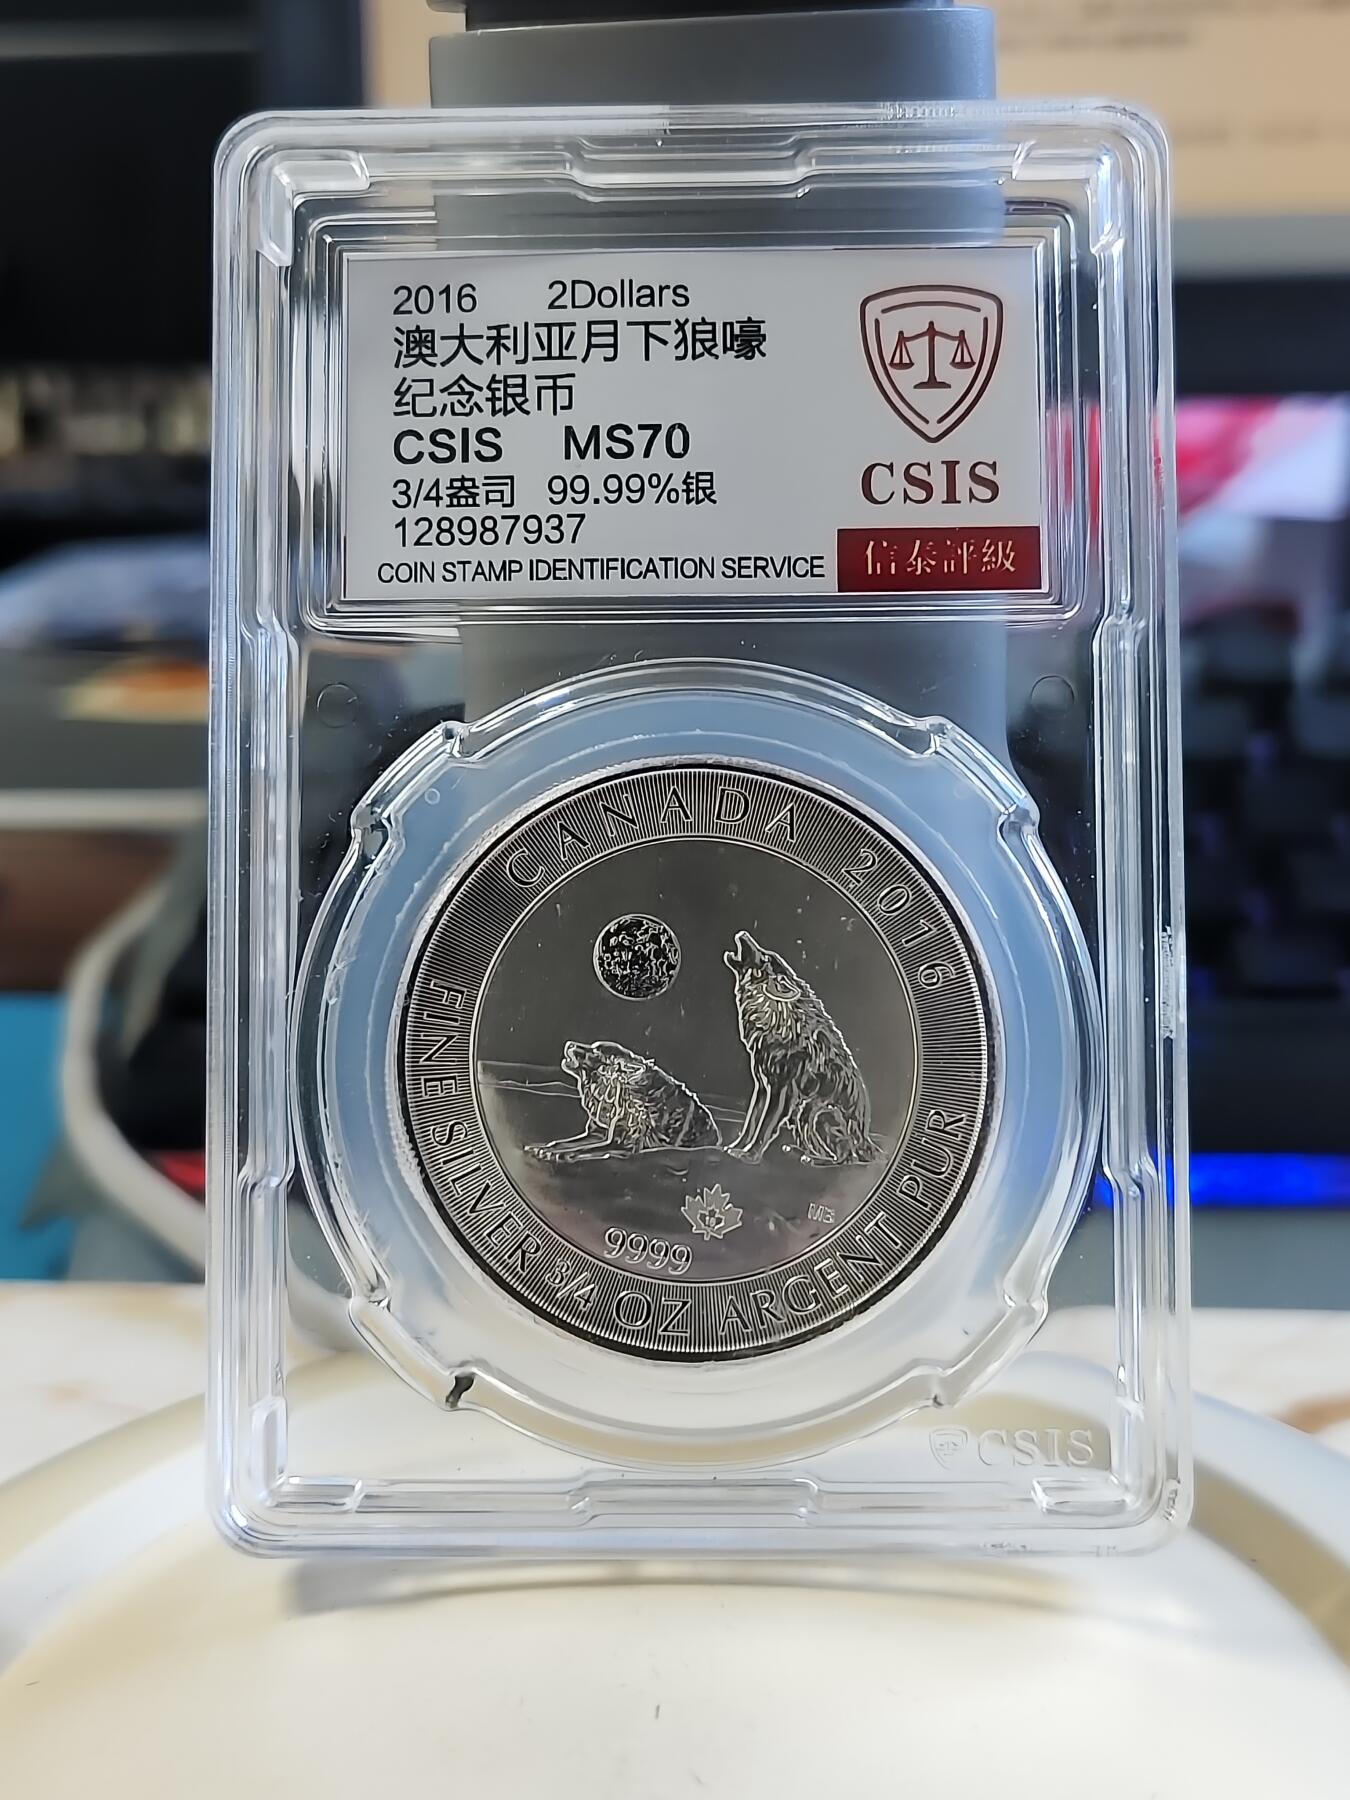 2016 2Dollars
澳大利亚月下狼嚎
纪念银币
CSIS MS70
3/4盎司 99.99%银
128987937
COIN STAMP IDENTIFICATION SERVICE
CSIS
信泰評級
CANADA 2016
FINE SILVER 3/4 OZ ARGENT PUR
9999
CSIS